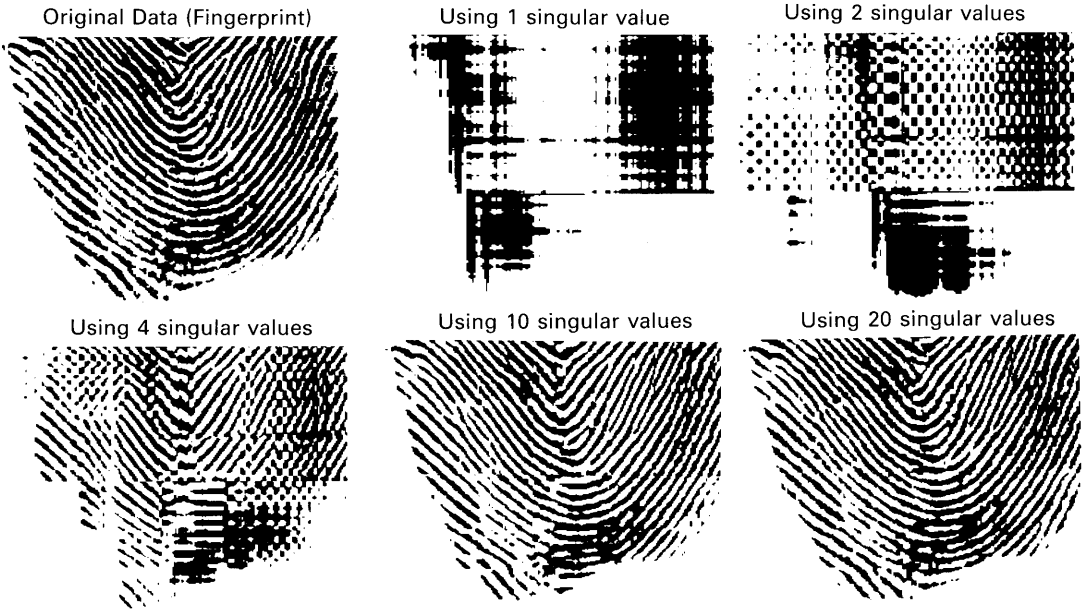 Original Data (Fingerprint)
Using 1 singular value
Using 2 singular values
Using 4 singular values
Using 10 singular values
Using 20 singular values